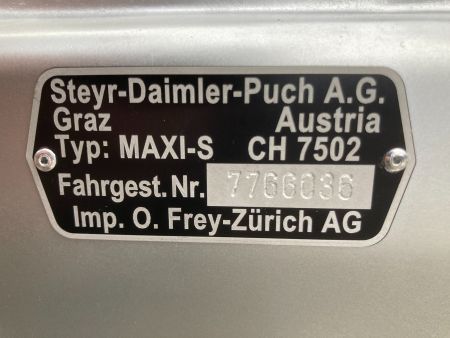 Steyr-Daimler-Puch A.G.
Graz Austria
Typ: MAXI-S CH 7502
Fahrgest. Nr. 7766036
Imp. O. Frey-Zürich AG